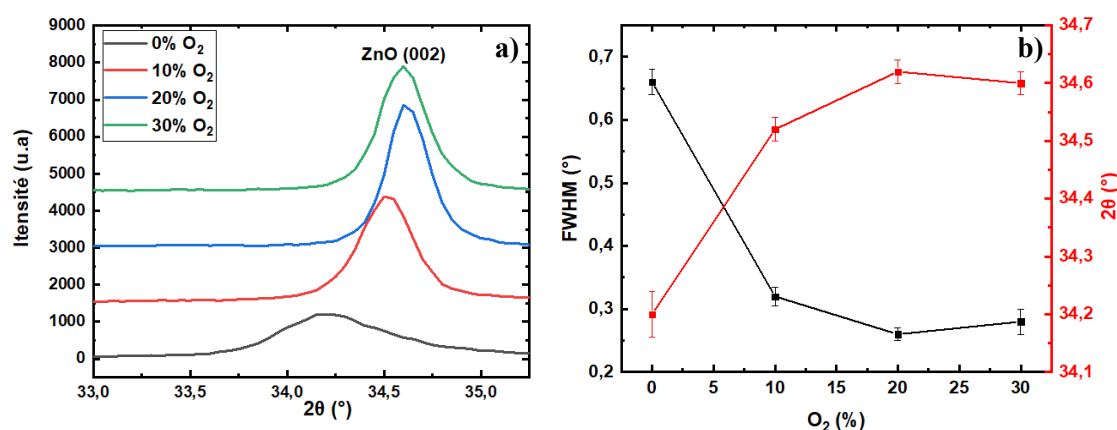 a)
ZnO (002)
0% O₂
10% O₂
20% O₂
30% O₂
Itensité (u.a)
9000
8000
7000
6000
5000
4000
3000
2000
1000
0
33,0
33,5
34,0
34,5
35,0
2θ (°)
b)
FWHM (°)
0,7
0,6
0,5
0,4
0,3
0,2
0
5
10
15
20
25
30
O₂ (%)
34,7
34,6
34,5
34,4
34,3
34,2
34,1
2θ (°)